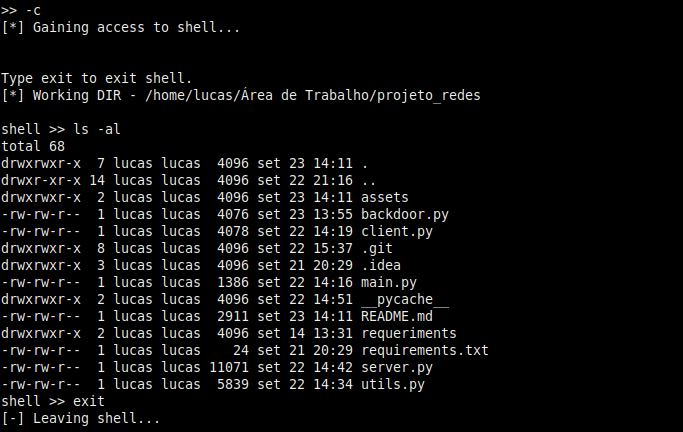 >> -c
[*] Gaining access to shell...
Type exit to exit shell.
[*] Working DIR - /home/lucas/Área de Trabalho/projeto_redes
shell >> ls -al
total 68
drwxrwxr-x  7 lucas lucas  4096 set 23 14:11 .
drwxr-xr-x 14 lucas lucas  4096 set 22 21:16 ..
drwxrwxr-x  2 lucas lucas  4096 set 23 14:11 assets
-rw-rw-r--  1 lucas lucas  4076 set 23 13:55 backdoor.py
-rw-rw-r--  1 lucas lucas  4078 set 22 14:19 client.py
drwxrwxr-x  8 lucas lucas  4096 set 22 15:37 .git
drwxrwxr-x  3 lucas lucas  4096 set 21 20:29 .idea
-rw-rw-r--  1 lucas lucas  1386 set 22 14:16 main.py
drwxrwxr-x  2 lucas lucas  4096 set 22 14:51 __pycache__
-rw-rw-r--  1 lucas lucas  2911 set 23 14:11 README.md
drwxrwxr-x  2 lucas lucas  4096 set 14 13:31 requeriments
-rw-rw-r--  1 lucas lucas    24 set 21 20:29 requirements.txt
-rw-rw-r--  1 lucas lucas 11071 set 22 14:42 server.py
-rw-rw-r--  1 lucas lucas  5839 set 22 14:34 utils.py
shell >> exit
[-] Leaving shell...